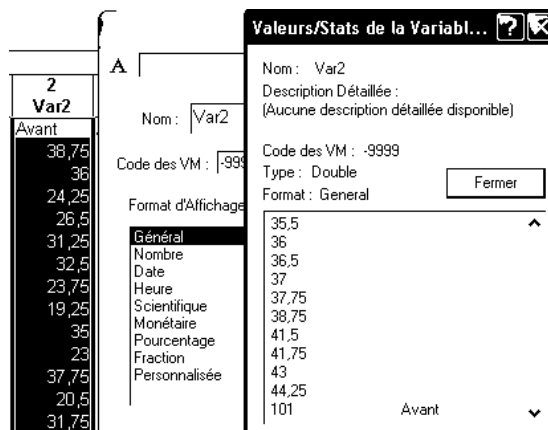 2
Var2
Avant
38,75
36
24,25
26,5
31,25
32,5
23,75
19,25
35
23
37,75
20,5
31,75
A
Nom : Var2
Code des VM : -999
Format d'Affichage
Général
Nombre
Date
Heure
Scientifique
Monétaire
Pourcentage
Fraction
Personnalisée
Valeurs/Stats de la Variabl...
Nom : Var2
Description Détaillée :
(Aucune description détaillée disponible)
Code des VM : -9999
Type : Double
Format : General
Fermer
35,5
36
36,5
37
37,75
38,75
41,5
41,75
43
44,25
101 Avant